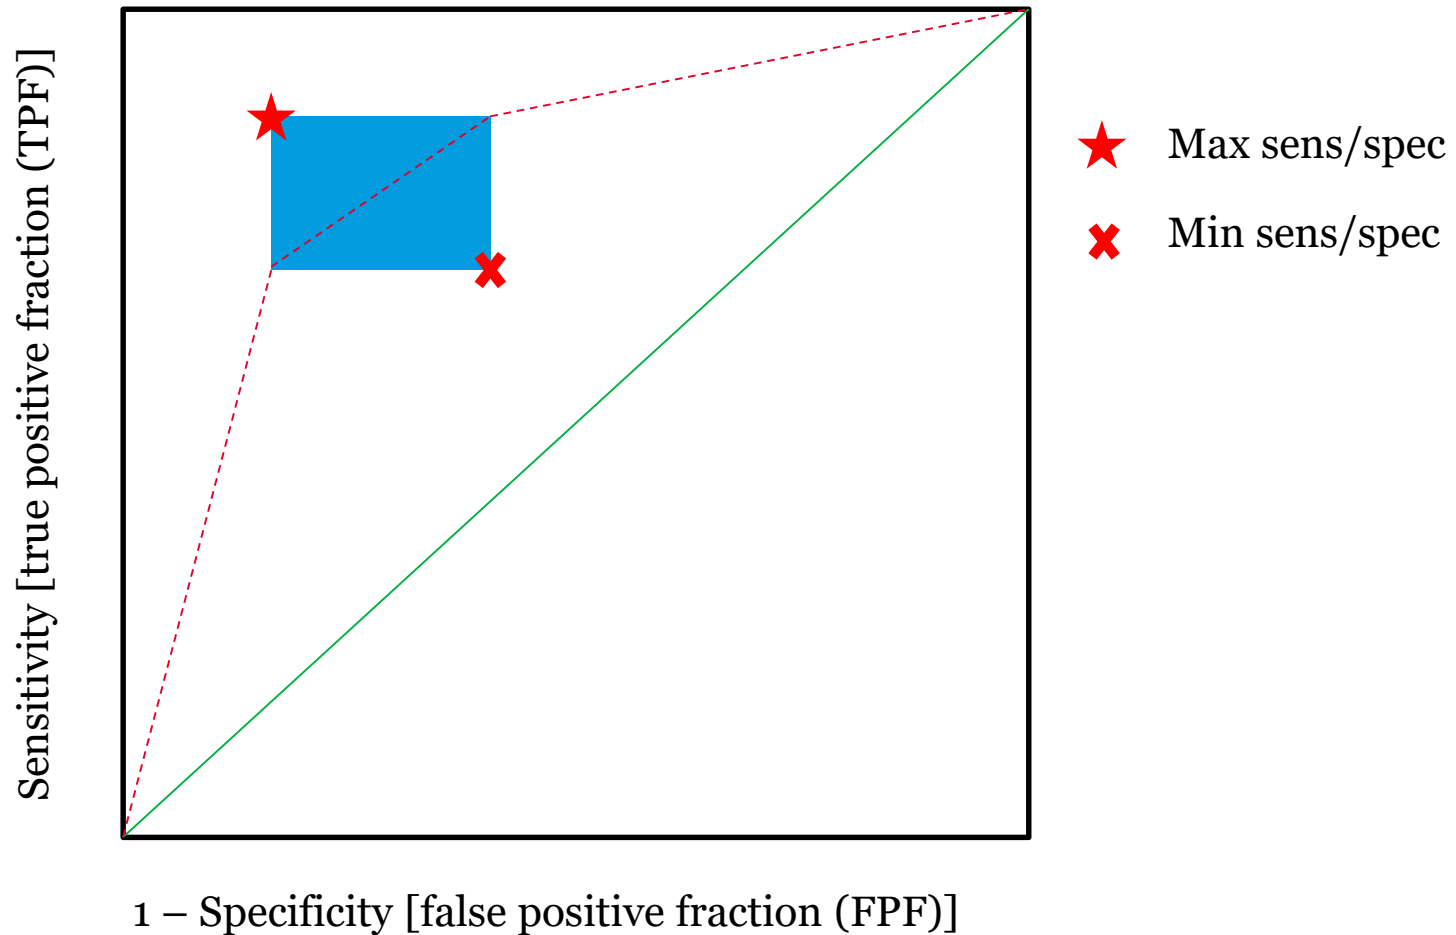 Sensitivity [true positive fraction (TPF)]
Max sens/spec
Min sens/spec
1 – Specificity [false positive fraction (FPF)]